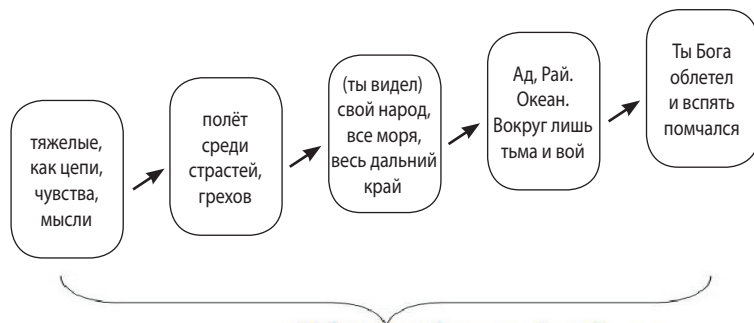 тяжелые,
как цепи,
чувства,
мысли
полёт
среди
страстей,
грехов
(ты видел)
свой народ,
все моря,
весь дальний
край
Ад, Рай.
Океан.
Вокруг лишь
тьма и вой
Ты Бога
облетел
и вспять
помчался